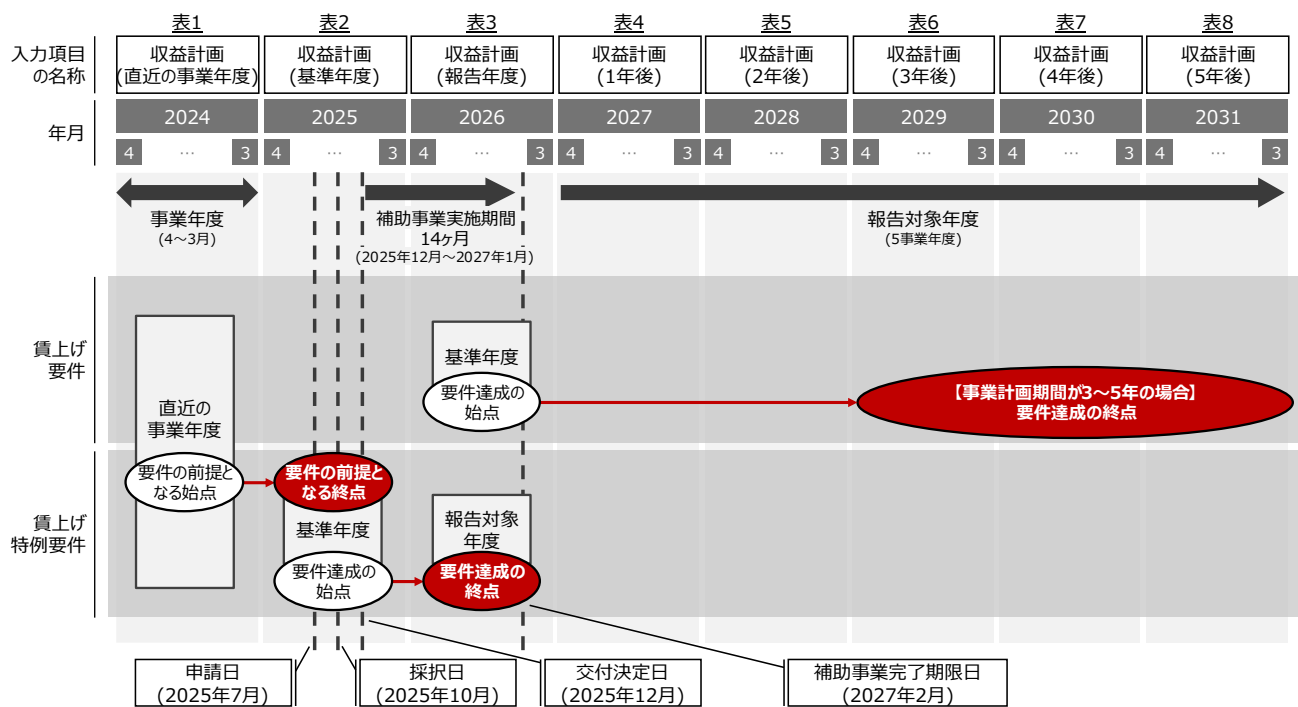 表1
表2
表3
表4
表5
表6
表7
表8
入力項目
の名称
収益計画
(直近の事業年度)
収益計画
(基準年度)
収益計画
(報告年度)
収益計画
(1年後)
収益計画
(2年後)
収益計画
(3年後)
収益計画
(4年後)
収益計画
(5年後)
年月
2024
2025
2026
2027
2028
2029
2030
2031
4 … 3
4 … 3
4 … 3
4 … 3
4 … 3
4 … 3
4 … 3
4 … 3
事業年度
(4～3月)
補助事業実施期間
14ヶ月
(2025年12月～2027年1月)
報告対象年度
(5事業年度)
賃上げ
要件
直近の
事業年度
基準年度
要件達成の
始点
【事業計画期間が3～5年の場合】
要件達成の終点
賃上げ
特例要件
要件の前提と
なる始点
要件の前提と
なる終点
基準年度
要件達成の
始点
報告対象
年度
要件達成の
終点
申請日
(2025年7月)
採択日
(2025年10月)
交付決定日
(2025年12月)
補助事業完了期限日
(2027年2月)